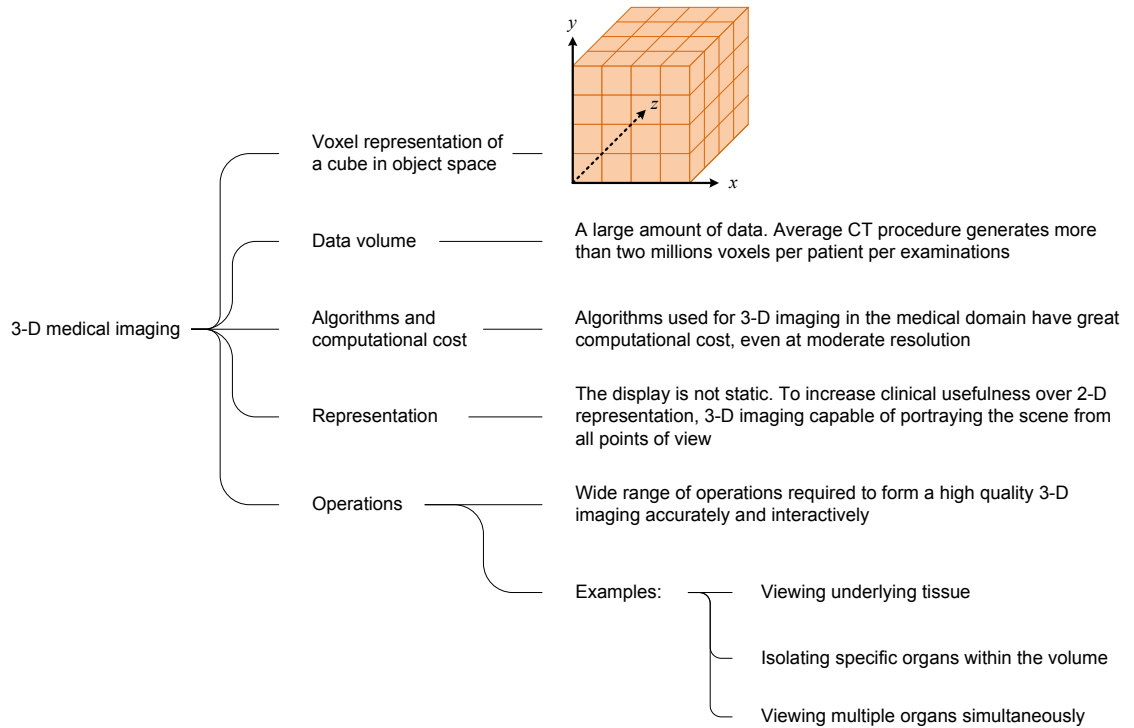 y
z
x
Voxel representation of
a cube in object space
Data volume
A large amount of data. Average CT procedure generates more
than two millions voxels per patient per examinations
3-D medical imaging
Algorithms and
computational cost
Algorithms used for 3-D imaging in the medical domain have great
computational cost, even at moderate resolution
Representation
The display is not static. To increase clinical usefulness over 2-D
representation, 3-D imaging capable of portraying the scene from
all points of view
Operations
Wide range of operations required to form a high quality 3-D
imaging accurately and interactively
Examples:
Viewing underlying tissue
Isolating specific organs within the volume
Viewing multiple organs simultaneously